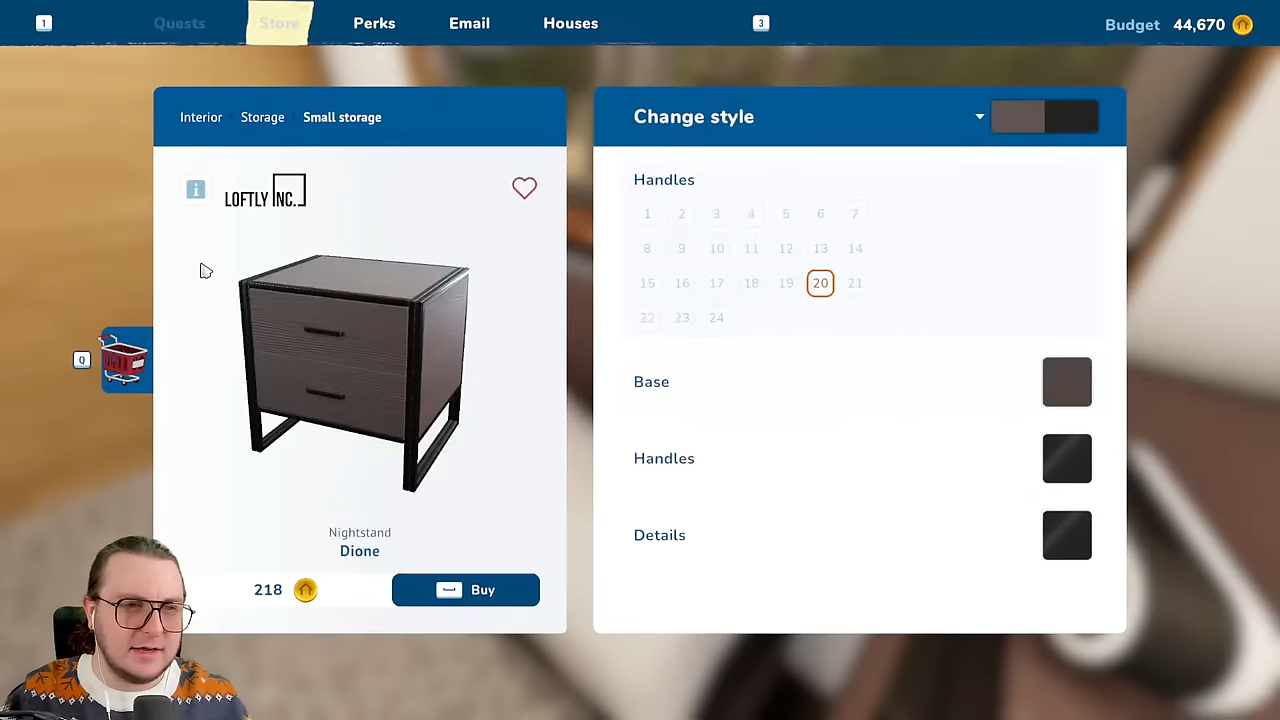 1 Quests Store Perks Email Houses 3 Budget 44,670
Interior Storage Small storage
Change style
i LOFTLY INC.
Handles
1 2 3 4 5 6 7
8 9 10 11 12 13 14
15 16 17 18 19 20 21
22 23 24
Q
Base
Handles
Details
Nightstand
Dione
218 Buy